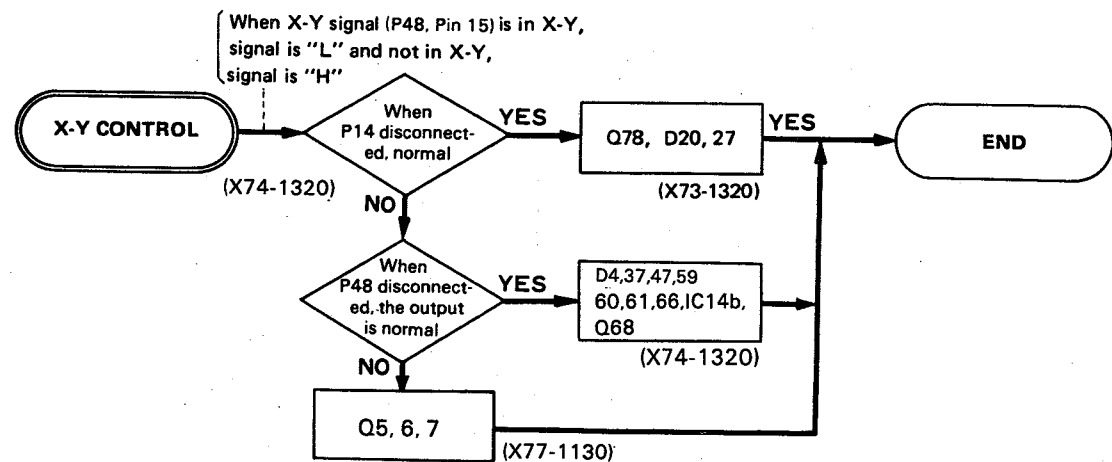 When X-Y signal (P48, Pin 15) is in X-Y,
signal is "L" and not in X-Y,
signal is "H"
X-Y CONTROL
When
P14 disconnect-
ed, normal
YES
Q78, D20, 27
YES
END
(X74-1320)
(X73-1320)
NO
When
P48 disconnect-
ed, the output
is normal
YES
D4,37,47,59
60,61,66,IC14b,
Q68
(X74-1320)
NO
Q5, 6, 7
(X77-1130)